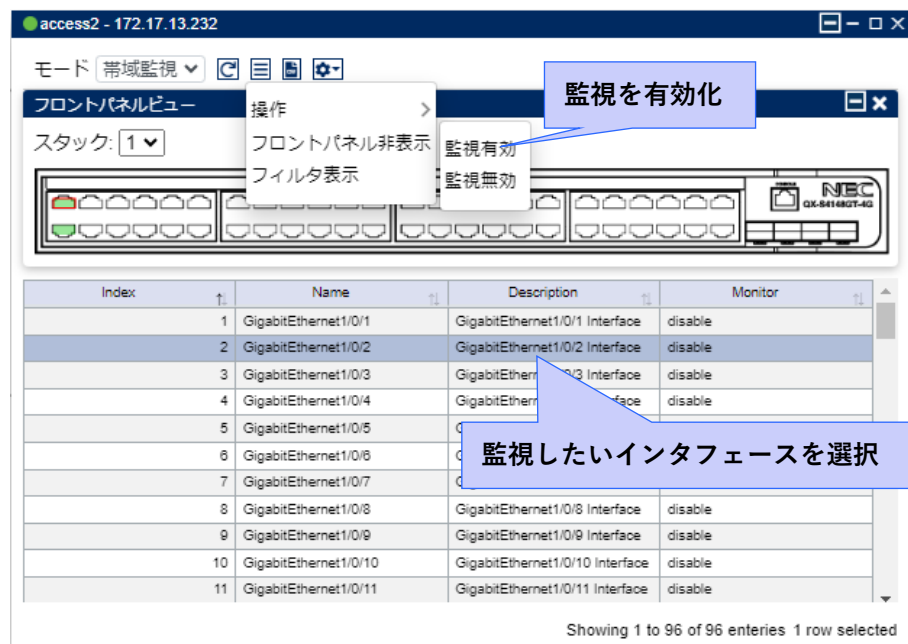 access2 - 172.17.13.232
モード 帯域監視
フロントパネルビュー
スタック: 1
操作
フロントパネル非表示
フィルタ表示
監視有効
監視無効
監視を有効化
NEC
QX-S4148GT-4G
Index Name Description Monitor
1 GigabitEthernet1/0/1 GigabitEthernet1/0/1 Interface disable
2 GigabitEthernet1/0/2 GigabitEthernet1/0/2 Interface disable
3 GigabitEthernet1/0/3 GigabitEthern 0/3 Interface disable
4 GigabitEthernet1/0/4 GigabitEthern face disable
5 GigabitEthernet1/0/5
6 GigabitEthernet1/0/6
7 GigabitEthernet1/0/7
監視したいインタフェースを選択
8 GigabitEthernet1/0/8 GigabitEthernet1/0/8 Interface disable
9 GigabitEthernet1/0/9 GigabitEthernet1/0/9 Interface disable
10 GigabitEthernet1/0/10 GigabitEthernet1/0/10 Interface disable
11 GigabitEthernet1/0/11 GigabitEthernet1/0/11 Interface disable
Showing 1 to 96 of 96 enteries 1 row selected